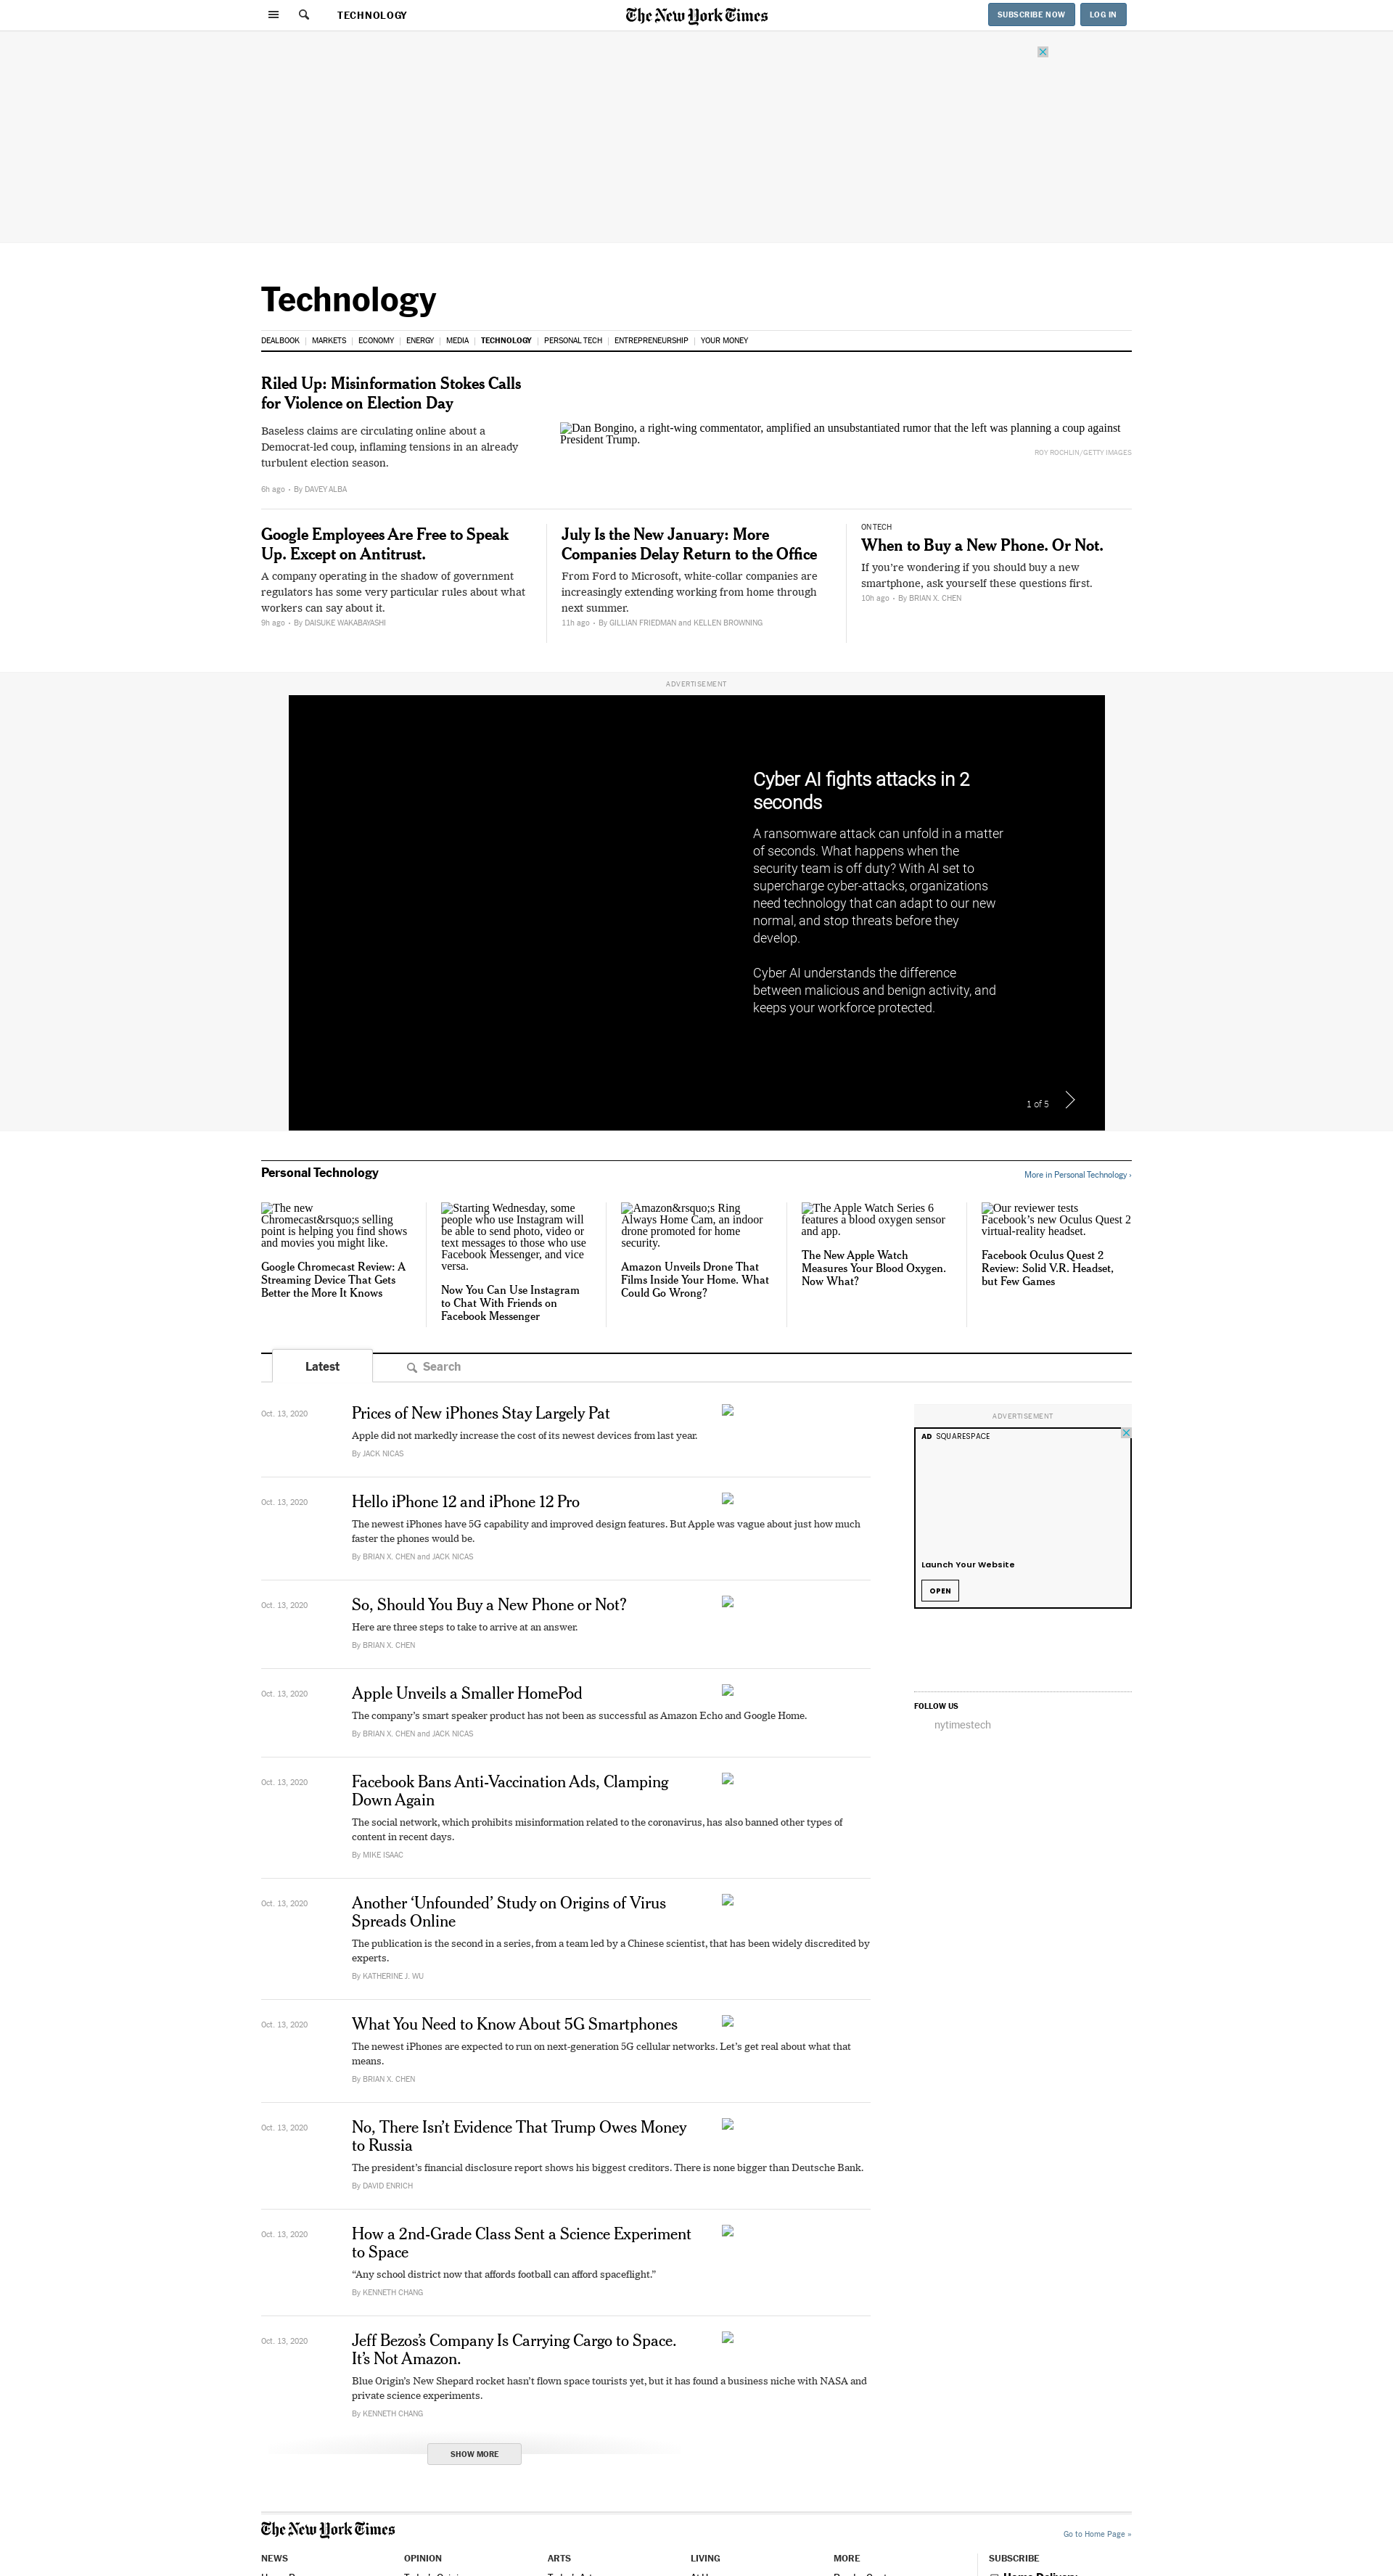 TECHNOLOGY
The New York Times
SUBSCRIBE NOW
LOG IN
Technology
DEALBOOK
MARKETS
ECONOMY
ENERGY
MEDIA
TECHNOLOGY
PERSONAL TECH
ENTREPRENEURSHIP
YOUR MONEY
Riled Up: Misinformation Stokes Calls
for Violence on Election Day
Baseless claims are circulating online about a
Democrat-led coup, inflaming tensions in an already
turbulent election season.
6h ago • By DAVEY ALBA
Dan Bongino, a right-wing commentator, amplified an unsubstantiated rumor that the left was planning a coup against
President Trump.
ROY ROCHLIN/GETTY IMAGES
Google Employees Are Free to Speak
Up. Except on Antitrust.
A company operating in the shadow of government
regulators has some very particular rules about what
workers can say about it.
9h ago • By DAISUKE WAKABAYASHI
July Is the New January: More
Companies Delay Return to the Office
From Ford to Microsoft, white-collar companies are
increasingly extending working from home through
next summer.
11h ago • By GILLIAN FRIEDMAN and KELLEN BROWNING
ON TECH
When to Buy a New Phone. Or Not.
If you're wondering if you should buy a new
smartphone, ask yourself these questions first.
10h ago • By BRIAN X. CHEN
ADVERTISEMENT
Cyber AI fights attacks in 2
seconds
A ransomware attack can unfold in a matter
of seconds. What happens when the
security team is off duty? With AI set to
supercharge cyber-attacks, organizations
need technology that can adapt to our new
normal, and stop threats before they
develop.
Cyber AI understands the difference
between malicious and benign activity, and
keeps your workforce protected.
1 of 5
Personal Technology
More in Personal Technology ›
The new
Chromecast&rsquo;s selling
point is helping you find shows
and movies you might like.
Google Chromecast Review: A
Streaming Device That Gets
Better the More It Knows
Starting Wednesday, some
people who use Instagram will
be able to send photo, video or
text messages to those who use
Facebook Messenger, and vice
versa.
Now You Can Use Instagram
to Chat With Friends on
Facebook Messenger
Amazon&rsquo;s Ring
Always Home Cam, an indoor
drone promoted for home
security.
Amazon Unveils Drone That
Films Inside Your Home. What
Could Go Wrong?
The Apple Watch Series 6
features a blood oxygen sensor
and app.
The New Apple Watch
Measures Your Blood Oxygen.
Now What?
Our reviewer tests
Facebook's new Oculus Quest 2
virtual-reality headset.
Facebook Oculus Quest 2
Review: Solid V.R. Headset,
but Few Games
Latest
Search
Oct. 13, 2020
Prices of New iPhones Stay Largely Pat
Apple did not markedly increase the cost of its newest devices from last year.
By JACK NICAS
Oct. 13, 2020
Hello iPhone 12 and iPhone 12 Pro
The newest iPhones have 5G capability and improved design features. But Apple was vague about just how much
faster the phones would be.
By BRIAN X. CHEN and JACK NICAS
Oct. 13, 2020
So, Should You Buy a New Phone or Not?
Here are three steps to take to arrive at an answer.
By BRIAN X. CHEN
Oct. 13, 2020
Apple Unveils a Smaller HomePod
The company's smart speaker product has not been as successful as Amazon Echo and Google Home.
By BRIAN X. CHEN and JACK NICAS
Oct. 13, 2020
Facebook Bans Anti-Vaccination Ads, Clamping
Down Again
The social network, which prohibits misinformation related to the coronavirus, has also banned other types of
content in recent days.
By MIKE ISAAC
Oct. 13, 2020
Another 'Unfounded' Study on Origins of Virus
Spreads Online
The publication is the second in a series, from a team led by a Chinese scientist, that has been widely discredited by
experts.
By KATHERINE J. WU
Oct. 13, 2020
What You Need to Know About 5G Smartphones
The newest iPhones are expected to run on next-generation 5G cellular networks. Let's get real about what that
means.
By BRIAN X. CHEN
Oct. 13, 2020
No, There Isn't Evidence That Trump Owes Money
to Russia
The president's financial disclosure report shows his biggest creditors. There is none bigger than Deutsche Bank.
By DAVID ENRICH
Oct. 13, 2020
How a 2nd-Grade Class Sent a Science Experiment
to Space
“Any school district now that affords football can afford spaceflight.”
By KENNETH CHANG
Oct. 13, 2020
Jeff Bezos's Company Is Carrying Cargo to Space.
It's Not Amazon.
Blue Origin's New Shepard rocket hasn't flown space tourists yet, but it has found a business niche with NASA and
private science experiments.
By KENNETH CHANG
SHOW MORE
ADVERTISEMENT
AD SQUARESPACE
Launch Your Website
OPEN
FOLLOW US
nytimestech
The New York Times
Go to Home Page »
NEWS
OPINION
ARTS
LIVING
MORE
SUBSCRIBE